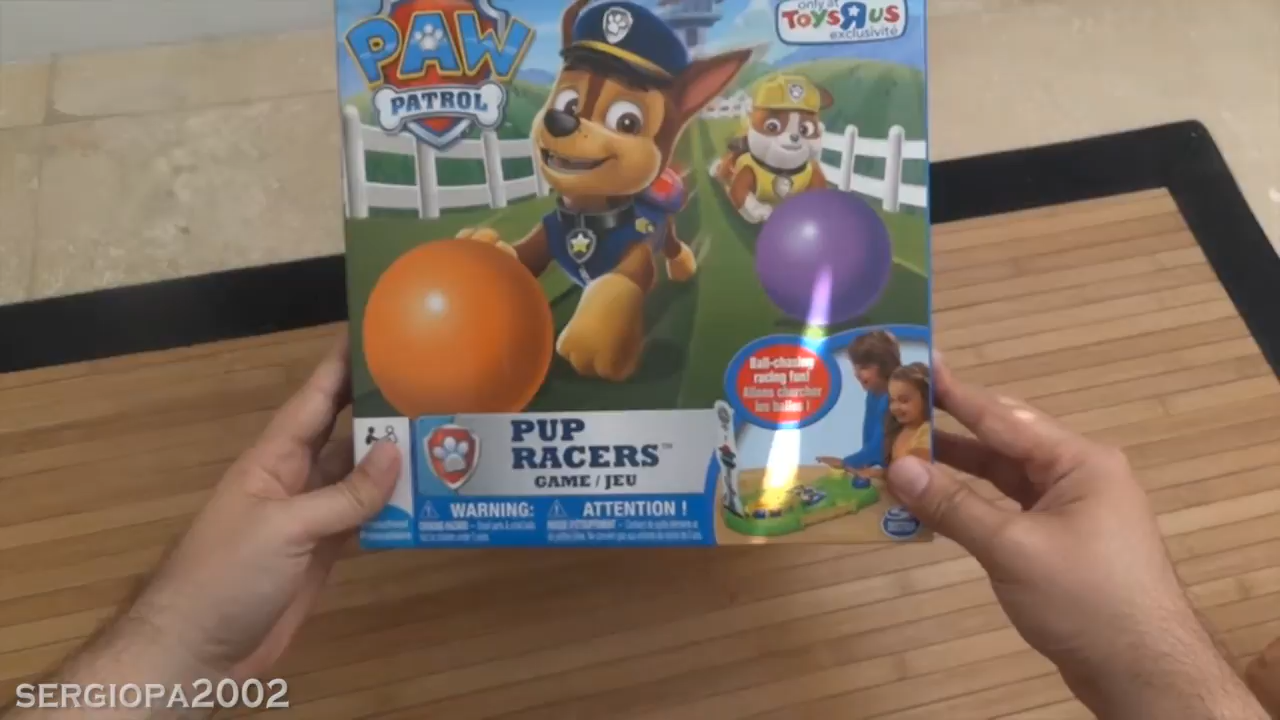 only at
TOYSRUS
exclusivité
PAW
PATROL
Ball-chasing
racing fun!
Allons chercher
les balles !
PUP
RACERS™
GAME / JEU
WARNING:
ATTENTION !
SERGIOPA2002